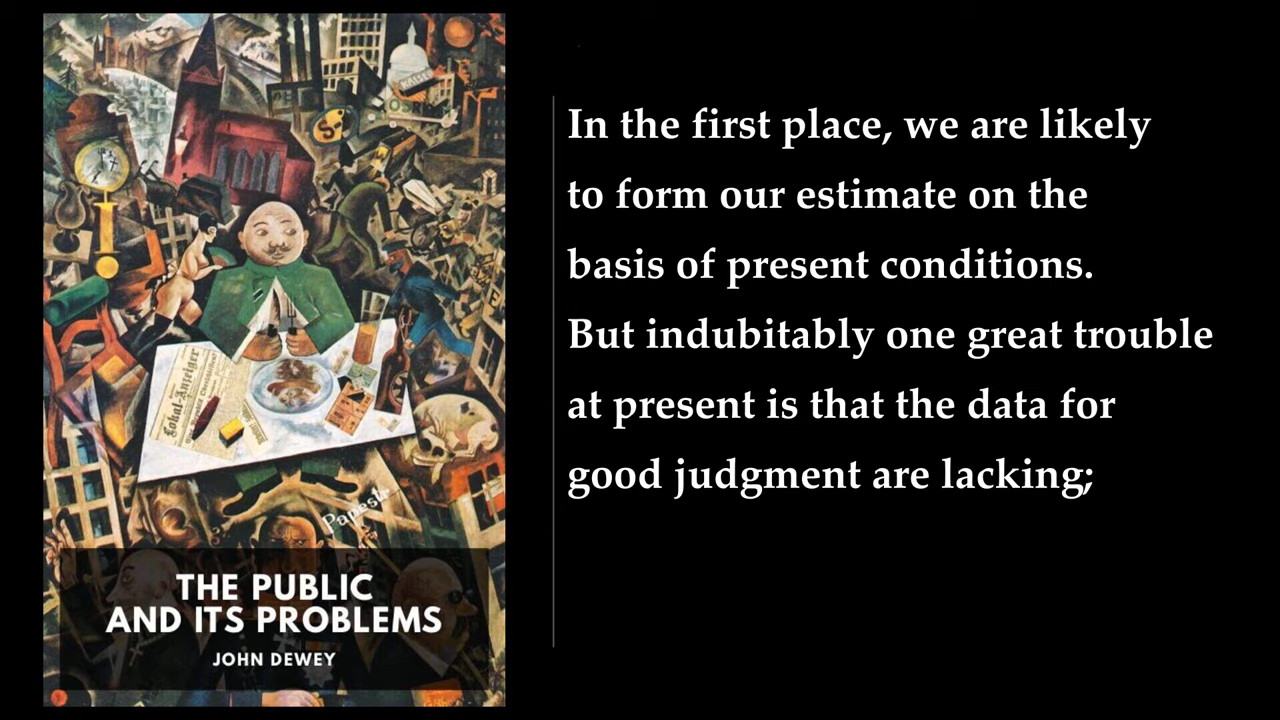 In the first place, we are likely
to form our estimate on the
basis of present conditions.
But indubitably one great trouble
at present is that the data for
good judgment are lacking;
Lokal-Anzeiger
THE PUBLIC
AND ITS PROBLEMS
JOHN DEWEY